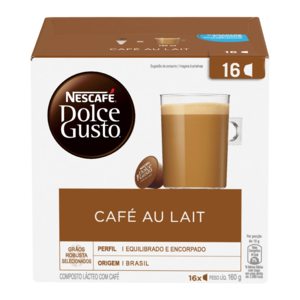 16
NESCAFÉ
Dolce
Gusto
CAFÉ AU LAIT
GRÃOS
ROBUSTA
SELECIONADOS
PERFIL | EQUILIBRADO E ENCORPADO
ORIGEM | BRASIL
COMPOSTO LÁCTEO COM CAFÉ
16x PESO LÍQ. 160 g